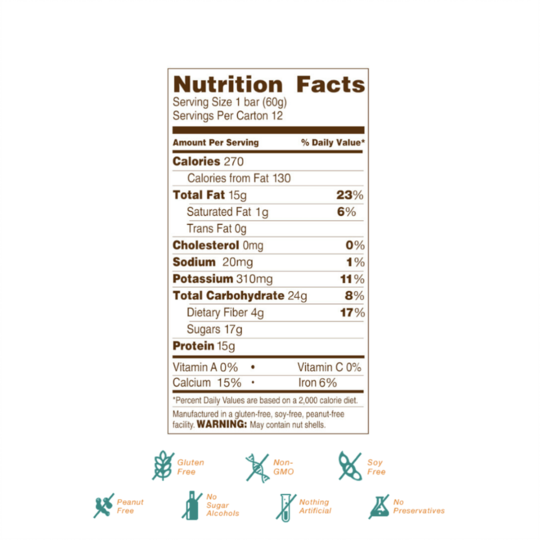 Nutrition Facts
Serving Size 1 bar (60g)
Servings Per Carton 12
Amount Per Serving % Daily Value*
Calories 270
Calories from Fat 130
Total Fat 15g 23%
Saturated Fat 1g 6%
Trans Fat 0g
Cholesterol 0mg 0%
Sodium 20mg 1%
Potassium 310mg 11%
Total Carbohydrate 24g 8%
Dietary Fiber 4g 17%
Sugars 17g
Protein 15g
Vitamin A 0% • Vitamin C 0%
Calcium 15% • Iron 6%
*Percent Daily Values are based on a 2,000 calorie diet.
Manufactured in a gluten-free, soy-free, peanut-free
facility. WARNING: May contain nut shells.
Gluten
Free
Non-
GMO
Soy
Free
Peanut
Free
No
Sugar
Alcohols
Nothing
Artificial
No
Preservatives